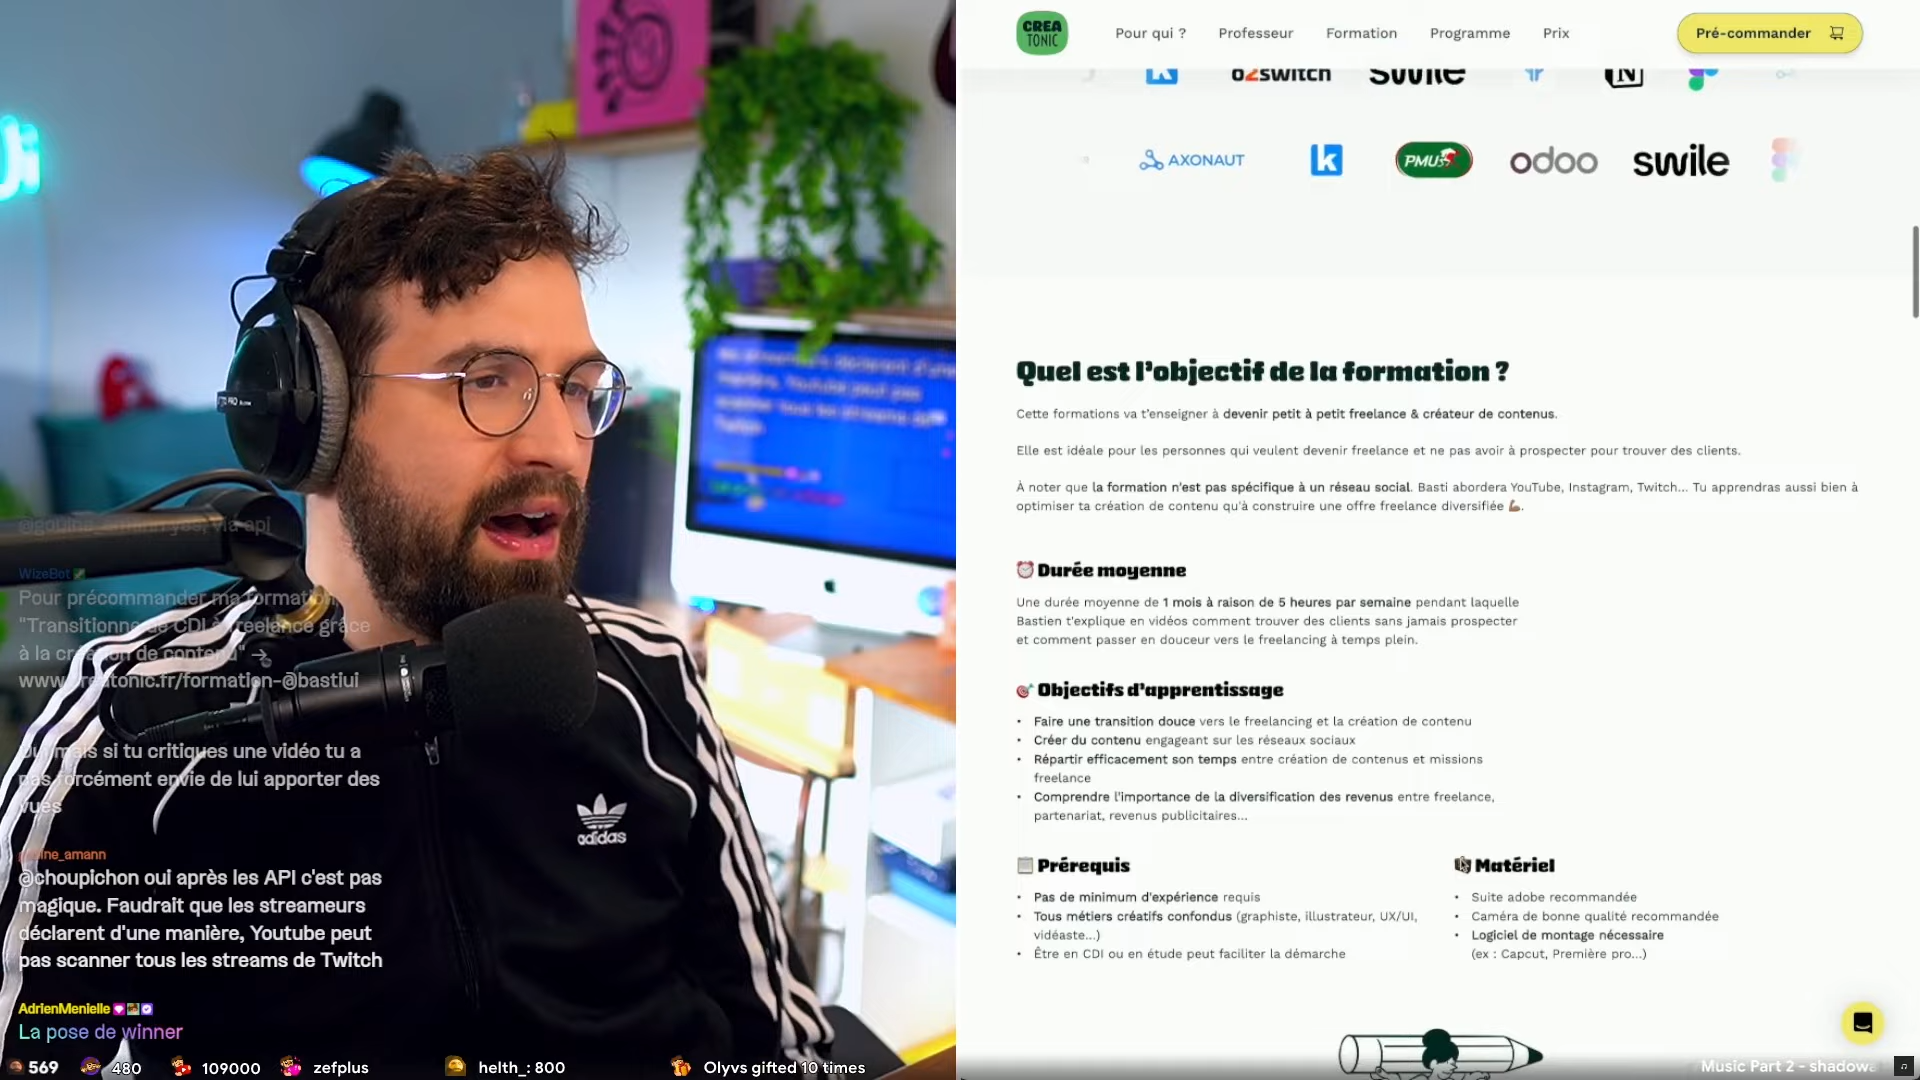 CREA
TONIC
Pour qui ?
Professeur
Formation
Programme
Prix
Pré-commander
o2switch
swile
AXONAUT
k
PMU
odoo
swile
Quel est l'objectif de la formation ?
Cette formations va t'enseigner à devenir petit à petit freelance & créateur de contenus.
Elle est idéale pour les personnes qui veulent devenir freelance et ne pas avoir à prospecter pour trouver des clients.
À noter que la formation n'est pas spécifique à un réseau social. Basti abordera YouTube, Instagram, Twitch... Tu apprendras aussi bien à
optimiser ta création de contenu qu'à construire une offre freelance diversifiée 💪🏾.
⏰ Durée moyenne
Une durée moyenne de 1 mois à raison de 5 heures par semaine pendant laquelle
Bastien t'explique en vidéos comment trouver des clients sans jamais prospecter
et comment passer en douceur vers le freelancing à temps plein.
🎯 Objectifs d'apprentissage
• Faire une transition douce vers le freelancing et la création de contenu
• Créer du contenu engageant sur les réseaux sociaux
• Répartir efficacement son temps entre création de contenus et missions
freelance
• Comprendre l'importance de la diversification des revenus entre freelance,
partenariat, revenus publicitaires...
Prérequis
• Pas de minimum d'expérience requis
• Tous métiers créatifs confondus (graphiste, illustrateur, UX/UI,
vidéaste...)
• Être en CDI ou en étude peut faciliter la démarche
Matériel
• Suite adobe recommandée
• Caméra de bonne qualité recommandée
• Logiciel de montage nécessaire
(ex : Capcut, Première pro...)
via api
WizeBot
Pour précommander ma formation
"Transitionne de CDI à freelance grâce
à la création de contenu" →
www.creatonic.fr/formation-@bastiui
Oui mais si tu critiques une vidéo tu a
pas forcément envie de lui apporter des
vues
@choupichon oui après les API c'est pas
magique. Faudrait que les streameurs
déclarent d'une manière, Youtube peut
pas scanner tous les streams de Twitch
AdrienMenielle
La pose de winner
adidas
569
480
109000
zefplus
helth_: 800
Olyvs gifted 10 times
Music Part 2 - shadow